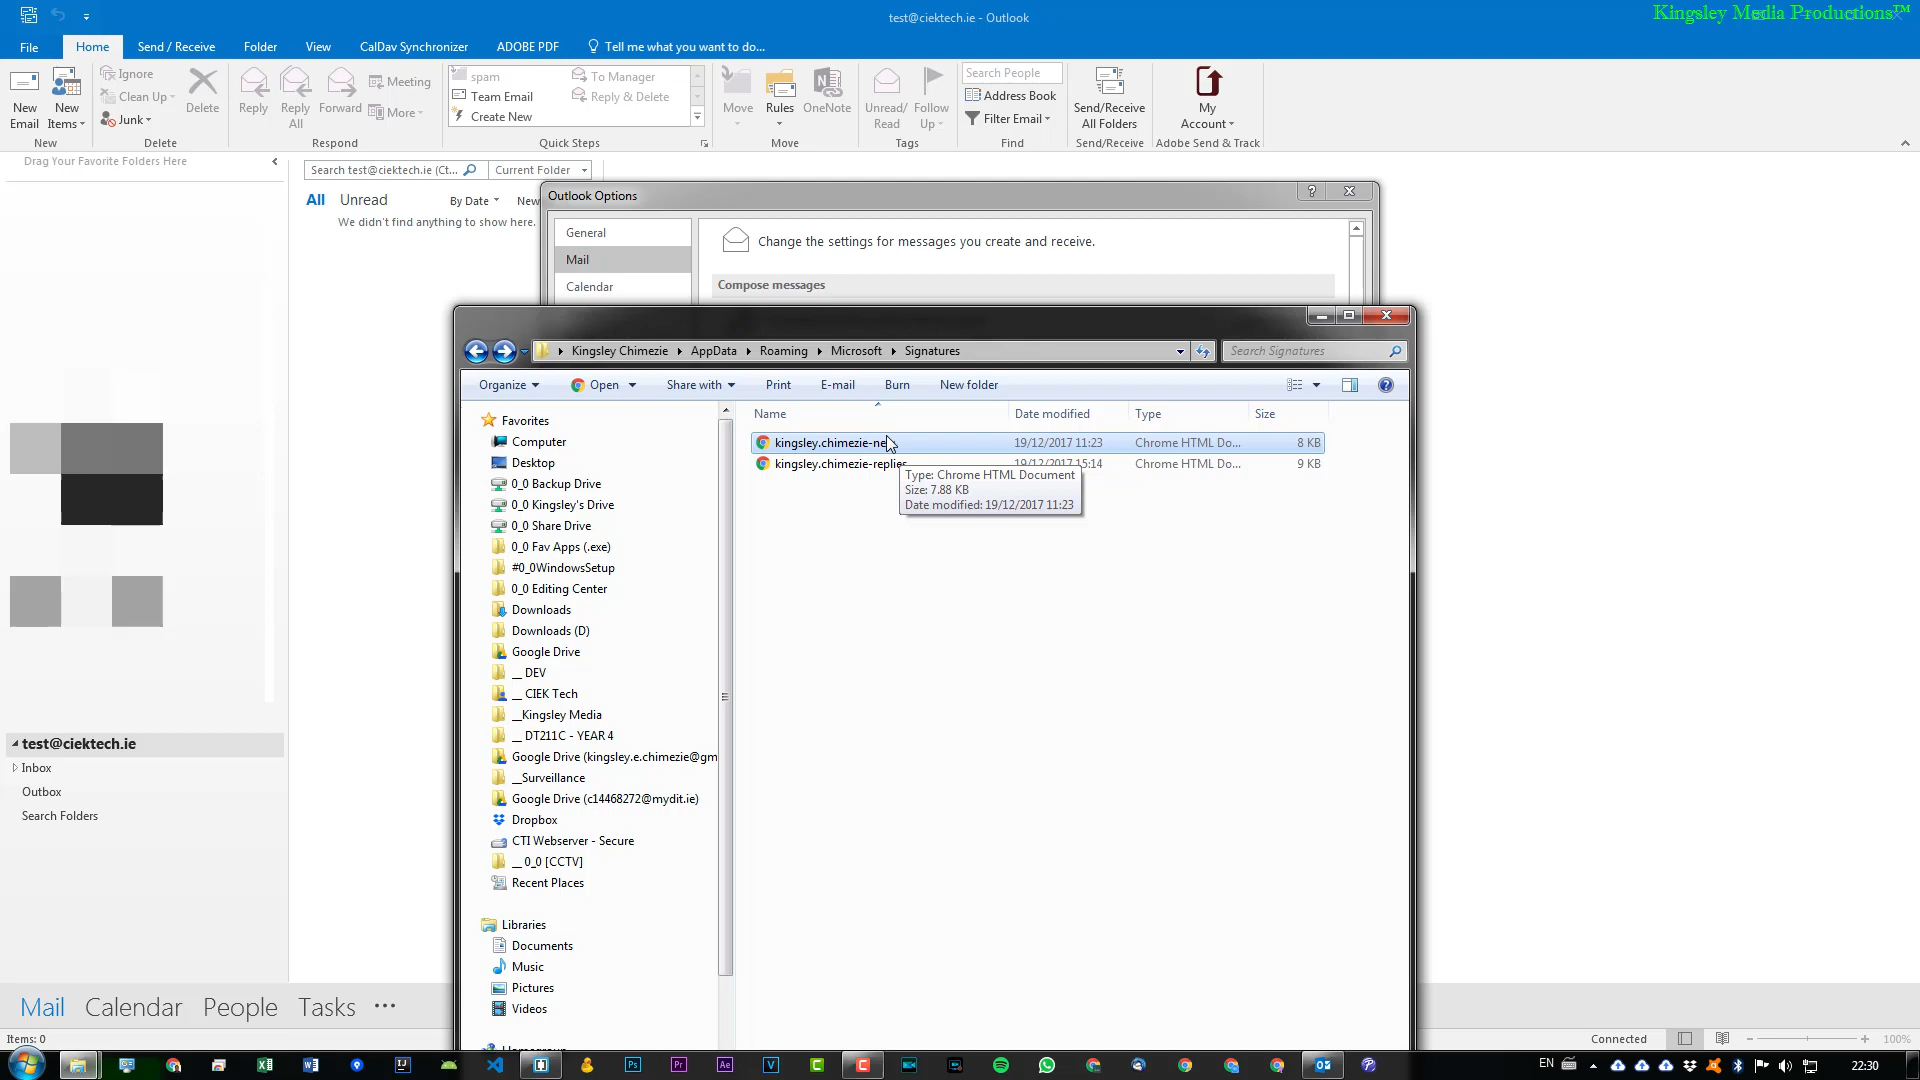 test@ciektech.ie - Outlook
Kingsley Media Productions™
File
Home
Send / Receive
Folder
View
CalDav Synchronizer
ADOBE PDF
Tell me what you want to do...
New Email
New Items
Ignore
Clean Up
Junk
Delete
Reply
Reply All
Forward
Meeting
More
spam
Team Email
Create New
To Manager
Reply & Delete
Move
Rules
OneNote
Unread/ Read
Follow Up
Search People
Address Book
Filter Email
Send/Receive All Folders
My Account
New
Delete
Respond
Quick Steps
Move
Tags
Find
Send/Receive
Adobe Send & Track
Drag Your Favorite Folders Here
Search test@ciektech.ie (Ct...
Current Folder
All
Unread
By Date
New
We didn't find anything to show here.
Outlook Options
General
Mail
Calendar
Change the settings for messages you create and receive.
Compose messages
Kingsley Chimezie
AppData
Roaming
Microsoft
Signatures
Search Signatures
Organize
Open
Share with
Print
E-mail
Burn
New folder
Name
Date modified
Type
Size
kingsley.chimezie-ne
19/12/2017 11:23
Chrome HTML Do...
8 KB
kingsley.chimezie-replies
19/12/2017 15:14
Chrome HTML Do...
9 KB
Type: Chrome HTML Document
Size: 7.88 KB
Date modified: 19/12/2017 11:23
Favorites
Computer
Desktop
0_0 Backup Drive
0_0 Kingsley's Drive
0_0 Share Drive
0_0 Fav Apps (.exe)
#0_0WindowsSetup
0_0 Editing Center
Downloads
Downloads (D)
Google Drive
__ DEV
__ CIEK Tech
__Kingsley Media
__ DT211C - YEAR 4
Google Drive (kingsley.e.chimezie@gm
__Surveillance
Google Drive (c14468272@mydit.ie)
Dropbox
CTI Webserver - Secure
__ 0_0 [CCTV]
Recent Places
Libraries
Documents
Music
Pictures
Videos
test@ciektech.ie
Inbox
Outbox
Search Folders
Mail
Calendar
People
Tasks
Items: 0
Connected
100%
EN
22:30